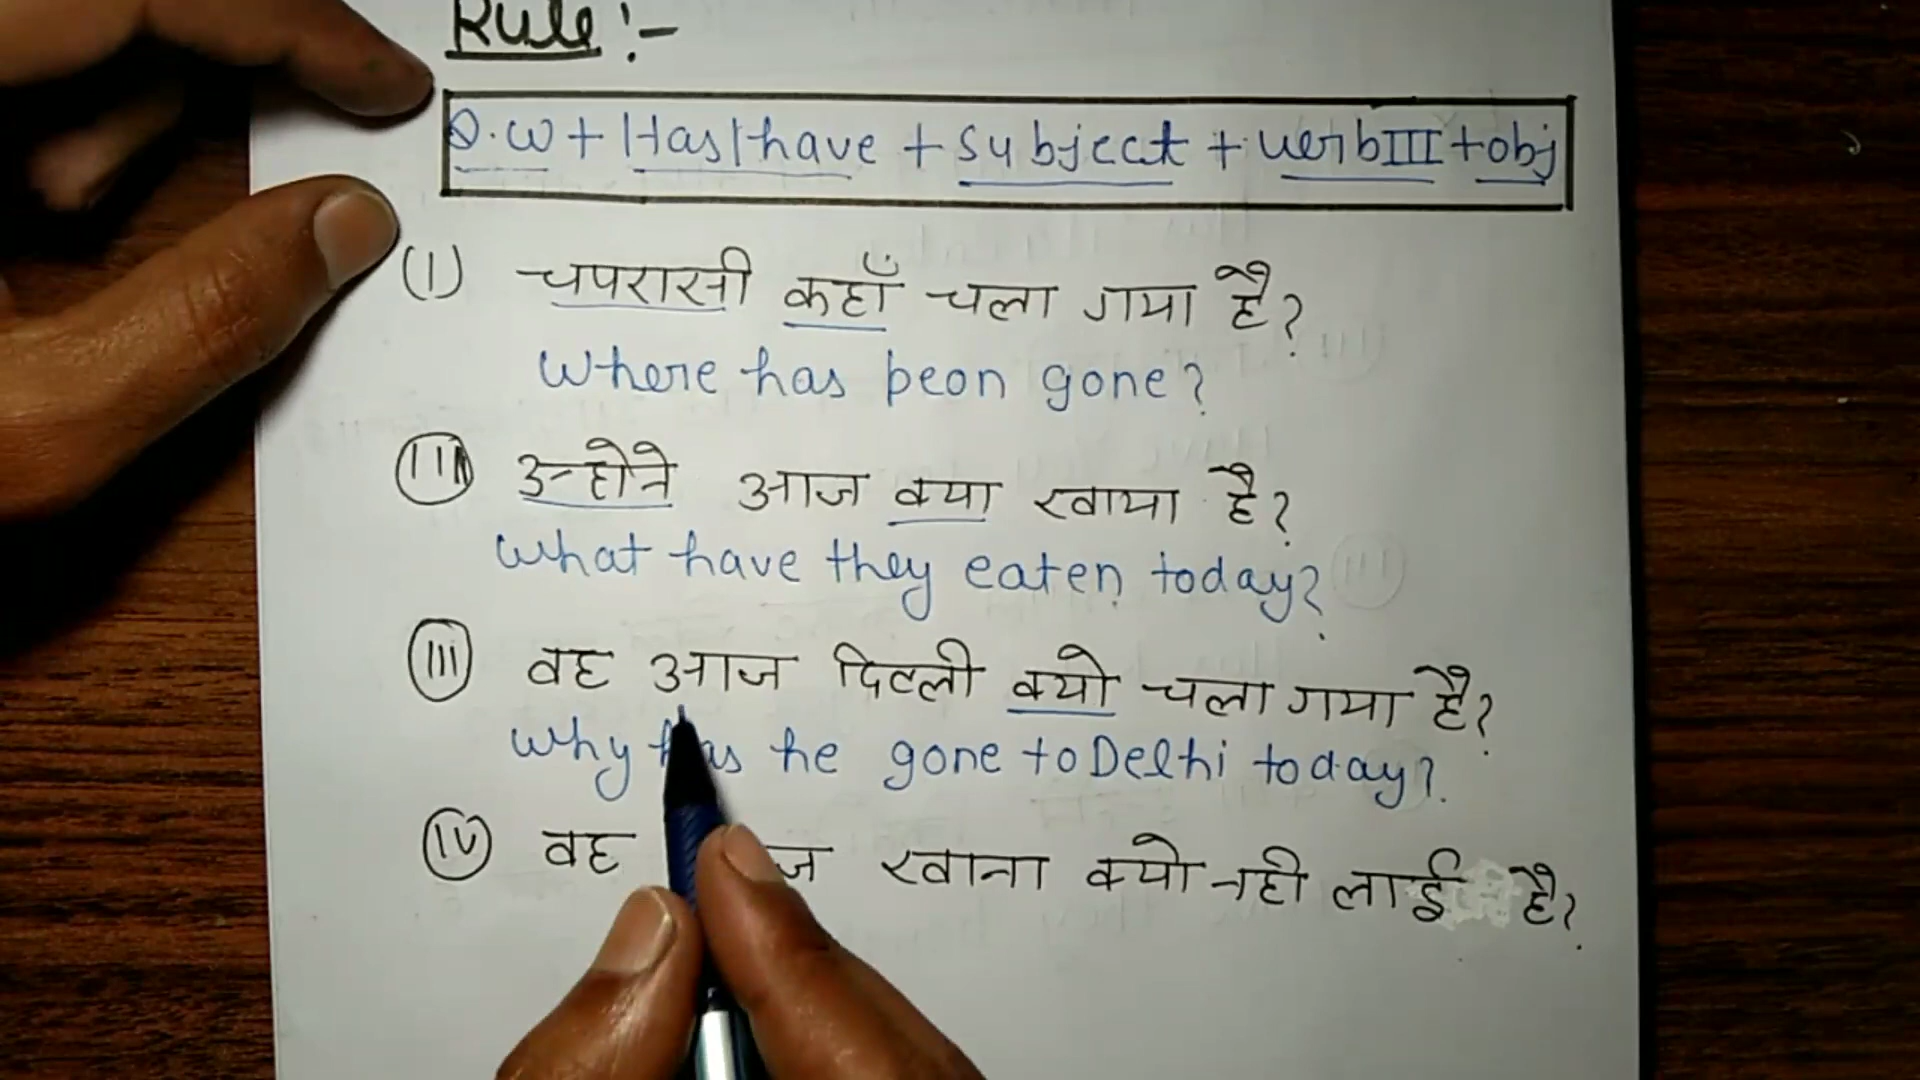 Rule :-
Q.W + Has/have + Subject + verb III + obj
(I) चपरासी कहाँ चला गया है?
Where has peon gone?
(II) उन्होने आज क्या खाया है?
What have they eaten today?
(III) वह आज दिल्ली क्यो चला गया है?
Why has he gone to Delhi today?
(IV) वह खाना क्यो नही लाई है?